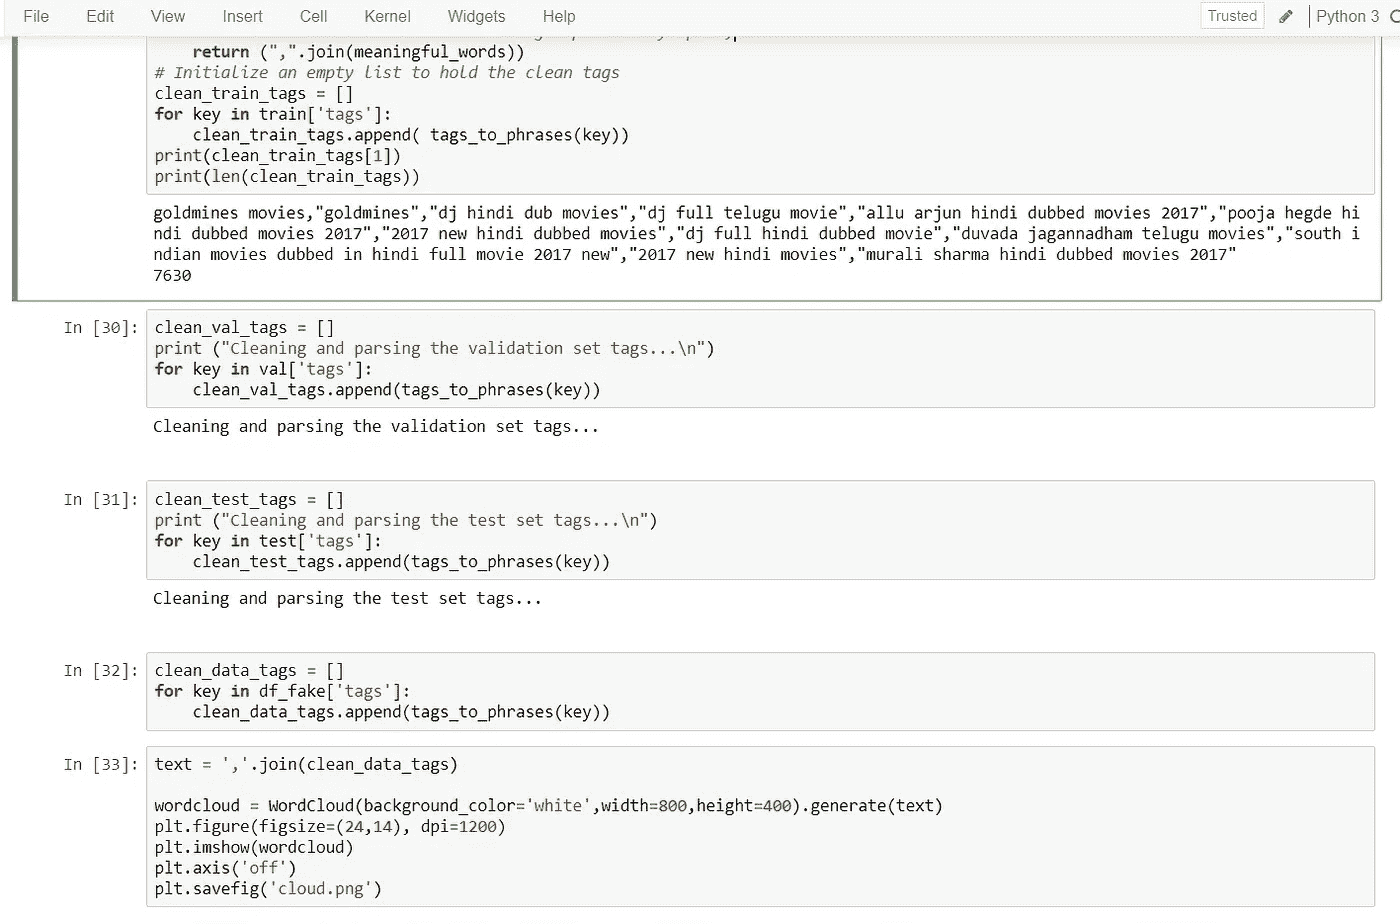 File Edit View Insert Cell Kernel Widgets Help Trusted Python 3
return (",".join(meaningful_words))
# Initialize an empty list to hold the clean tags
clean_train_tags = []
for key in train['tags']:
clean_train_tags.append( tags_to_phrases(key))
print(clean_train_tags[1])
print(len(clean_train_tags))
goldmines movies,"goldmines","dj hindi dub movies","dj full telugu movie","allu arjun hindi dubbed movies 2017","pooja hegde hi
ndi dubbed movies 2017","2017 new hindi dubbed movies","dj full hindi dubbed movie","duvada jagannadham telugu movies","south i
ndian movies dubbed in hindi full movie 2017 new","2017 new hindi movies","murali sharma hindi dubbed movies 2017"
7630
In [30]: clean_val_tags = []
print ("Cleaning and parsing the validation set tags...\n")
for key in val['tags']:
clean_val_tags.append(tags_to_phrases(key))
Cleaning and parsing the validation set tags...
In [31]: clean_test_tags = []
print ("Cleaning and parsing the test set tags...\n")
for key in test['tags']:
clean_test_tags.append(tags_to_phrases(key))
Cleaning and parsing the test set tags...
In [32]: clean_data_tags = []
for key in df_fake['tags']:
clean_data_tags.append(tags_to_phrases(key))
In [33]: text = ','.join(clean_data_tags)
wordcloud = WordCloud(background_color='white',width=800,height=400).generate(text)
plt.figure(figsize=(24,14), dpi=1200)
plt.imshow(wordcloud)
plt.axis('off')
plt.savefig('cloud.png')